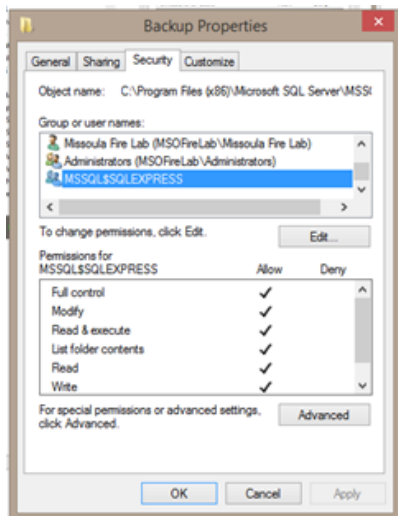 Backup Properties
General Sharing Security Customize
Object name: C:\Program Files (x86)\Microsoft SQL Server\MSS
Group or user names:
Missoula Fire Lab (MSOFireLab\Missoula Fire Lab)
Administrators (MSOFireLab\Administrators)
MSSQL$SQLEXPRESS
To change permissions, click Edit.
Edit...
Permissions for
MSSQL$SQLEXPRESS Allow Deny
Full control
Modify
Read & execute
List folder contents
Read
Write
For special permissions or advanced settings,
click Advanced.
Advanced
OK Cancel Apply